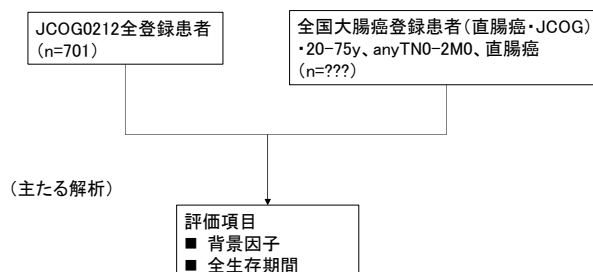 JCOG0212全登録患者
(n=701)
全国大腸癌登録患者(直腸癌・JCOG)
・20-75y、anyTN0-2M0、直腸癌
(n=???)
(主たる解析)
評価項目
■ 背景因子
■ 全生存期間